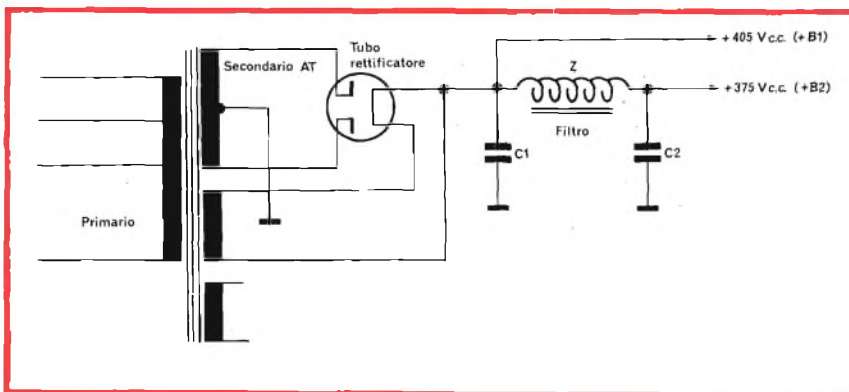 Tubo
rettificatore
Secondario AT
+ 405 V c.c. (+B1)
Z
+375 V c.c. (+B2)
Filtro
C1
C2
Primario